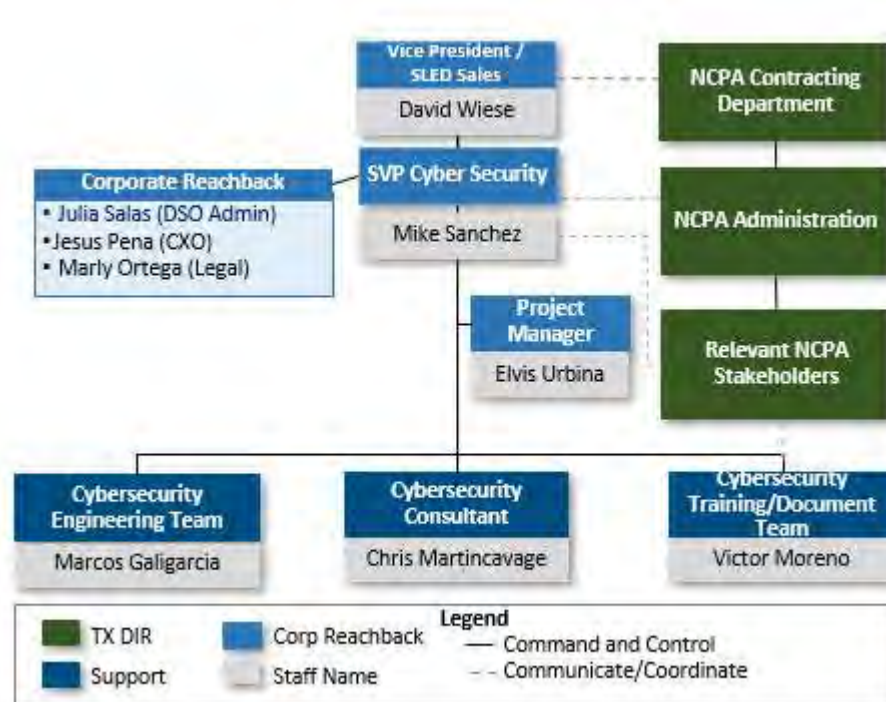 Vice President /
SLED Sales
David Wiese
NCPA Contracting
Department
Corporate Reachback
• Julia Salas (DSO Admin)
•Jesus Pena (CXO)
• Marly Ortega (Legal)
SVP Cyber Security
Mike Sanchez
NCPA Administration
Project
Manager
Elvis Urbina
Relevant NCPA
Stakeholders
Cybersecurity
Engineering Team
Marcos Galigarcia
Cybersecurity
Consultant
Chris Martincavage
Cybersecurity
Training/Document
Team
Victor Moreno
Legend
TX DIR
Corp Reachback
Command and Control
Support
Staff Name
Communicate/Coordinate